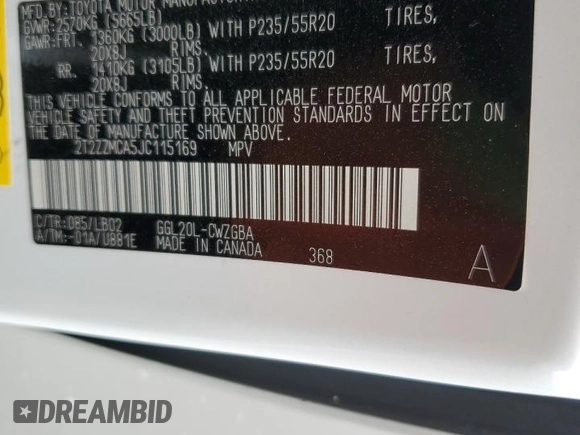 MFD. BY: TOYOTA MOTOR MANUFACTURING
GVWR: 2570KG (5665LB)
GAWR: FRT. 1360KG (3000LB) WITH P235/55R20 TIRES,
20X8J RIMS.
RR. 1410KG (3105LB) WITH P235/55R20 TIRES,
20X8J RIMS.
THIS VEHICLE CONFORMS TO ALL APPLICABLE FEDERAL MOTOR
VEHICLE SAFETY AND THEFT PREVENTION STANDARDS IN EFFECT ON
THE DATE OF MANUFACTURE SHOWN ABOVE.
2T2ZZMCA5JC115169 MPV
C/TR: 085/LB02 GGL20L-CWZGBA
A/TM: -01A/U881E MADE IN CANADA 368 A
DREAMBID